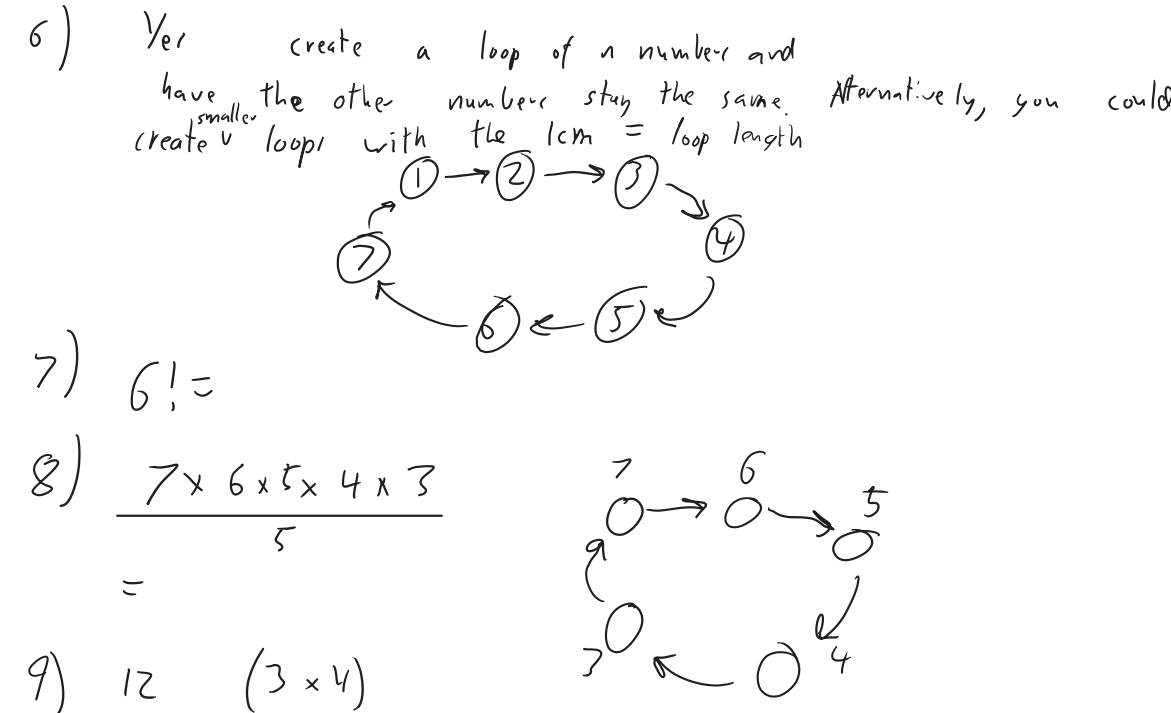 6) Yes create a loop of n numbers and
have the other numbers stay the same. Alternatively, you could
create smaller loops with the lcm = loop length
1 → 2 → 3
7 4
6 ← 5
7) 6! =
8) 7 × 6 × 5 × 4 × 3
5
=
7 → 6 → 5
3 4
9) 12 (3 × 4)